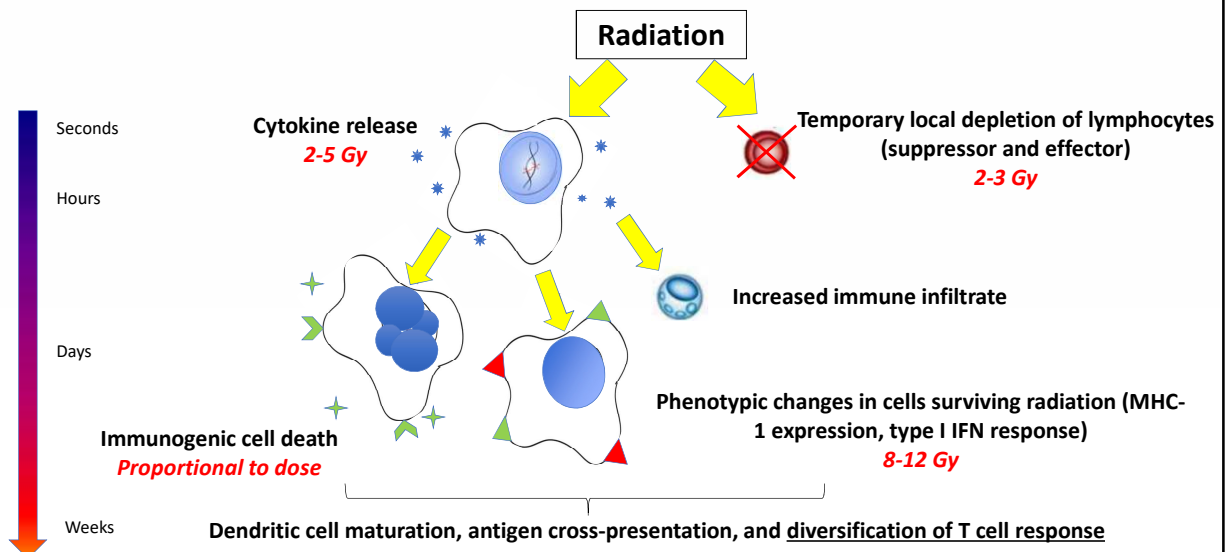 Radiation
Seconds
Hours
Days
Weeks
Cytokine release
2-5 Gy
Temporary local depletion of lymphocytes
(suppressor and effector)
2-3 Gy
Increased immune infiltrate
Immunogenic cell death
Proportional to dose
Phenotypic changes in cells surviving radiation (MHC-
1 expression, type I IFN response)
8-12 Gy
Dendritic cell maturation, antigen cross-presentation, and diversification of T cell response